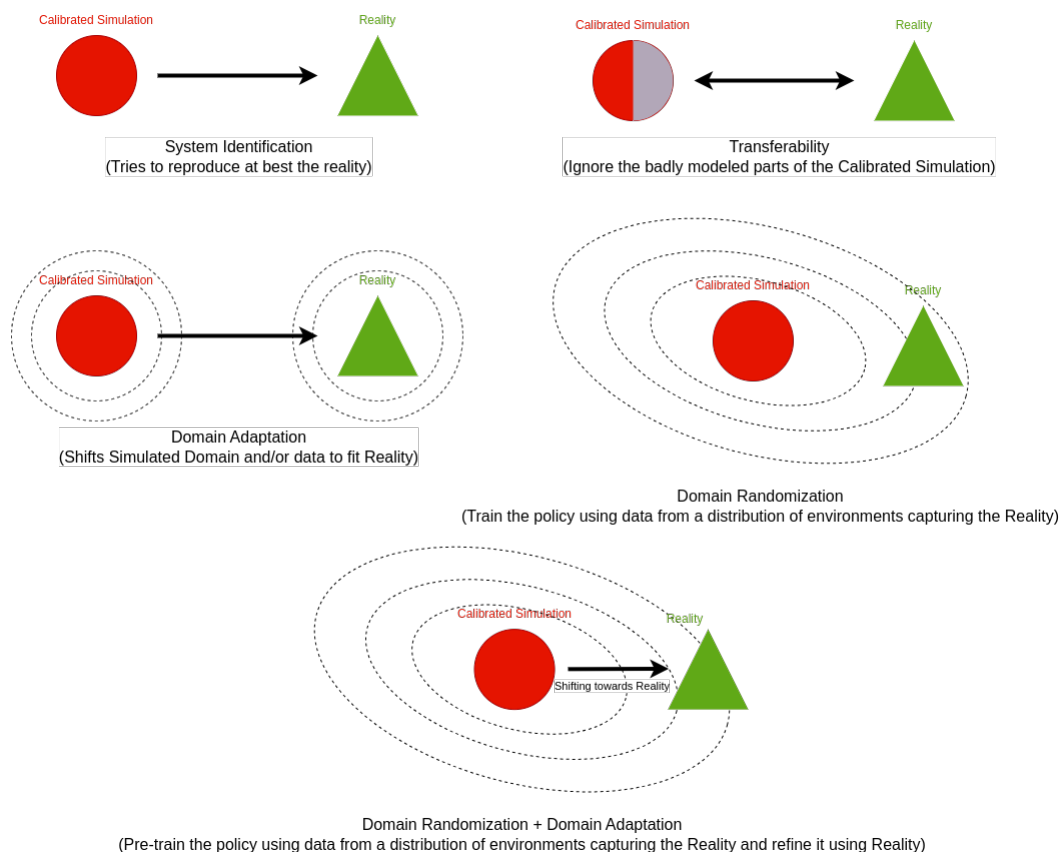 Calibrated Simulation
Reality
System Identification
(Tries to reproduce at best the reality)
Calibrated Simulation
Reality
Transferability
(Ignore the badly modeled parts of the Calibrated Simulation)
Calibrated Simulation
Reality
Domain Adaptation
(Shifts Simulated Domain and/or data to fit Reality)
Calibrated Simulation
Reality
Domain Randomization
(Train the policy using data from a distribution of environments capturing the Reality)
Calibrated Simulation
Reality
Shifting towards Reality
Domain Randomization + Domain Adaptation
(Pre-train the policy using data from a distribution of environments capturing the Reality and refine it using Reality)